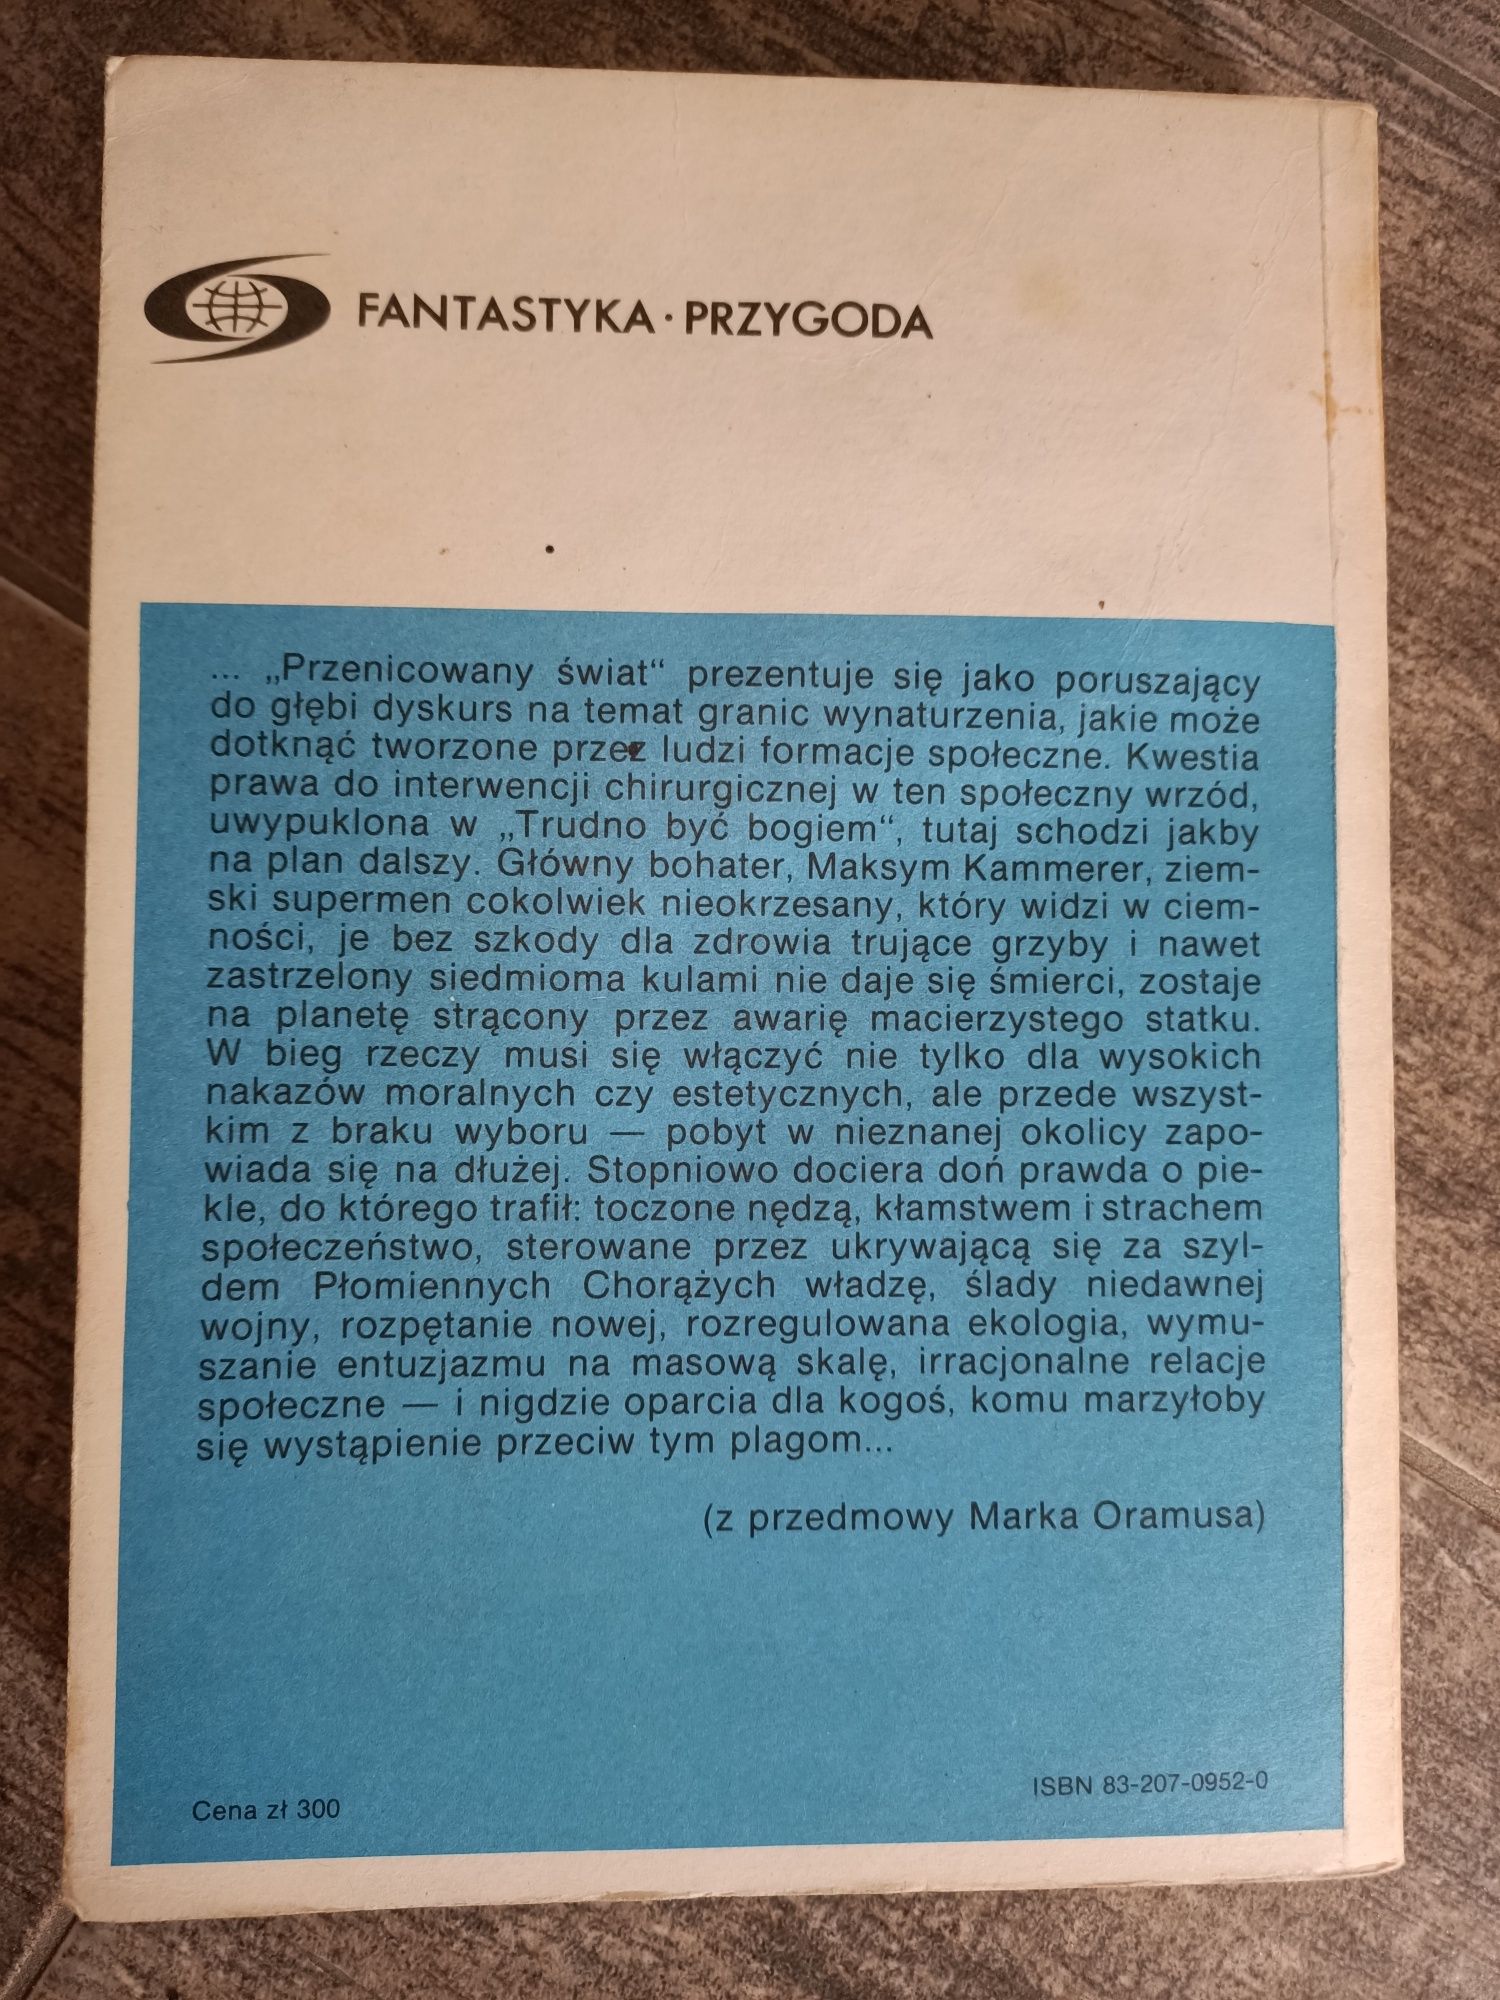 FANTASTYKA · PRZYGODA
... „Przenicowany świat“ prezentuje się jako poruszający
do głębi dyskurs na temat granic wynaturzenia, jakie może
dotknąć tworzone przez ludzi formacje społeczne. Kwestia
prawa do interwencji chirurgicznej w ten społeczny wrzód,
uwypuklona w „Trudno być bogiem“, tutaj schodzi jakby
na plan dalszy. Główny bohater, Maksym Kammerer, ziem-
ski supermen cokolwiek nieokrzesany, który widzi w ciem-
ności, je bez szkody dla zdrowia trujące grzyby i nawet
zastrzelony siedmioma kulami nie daje się śmierci, zostaje
na planetę strącony przez awarię macierzystego statku.
W bieg rzeczy musi się włączyć nie tylko dla wysokich
nakazów moralnych czy estetycznych, ale przede wszyst-
kim z braku wyboru — pobyt w nieznanej okolicy zapo-
wiada się na dłużej. Stopniowo dociera doń prawda o pie-
kle, do którego trafił: toczone nędzą, kłamstwem i strachem
społeczeństwo, sterowane przez ukrywającą się za szyl-
dem Płomiennych Chorążych władzę, ślady niedawnej
wojny, rozpętanie nowej, rozregulowana ekologia, wymu-
szanie entuzjazmu na masową skalę, irracjonalne relacje
społeczne — i nigdzie oparcia dla kogoś, komu marzyłoby
się wystąpienie przeciw tym plagom...
(z przedmowy Marka Oramusa)
ISBN 83-207-0952-0
Cena zł 300